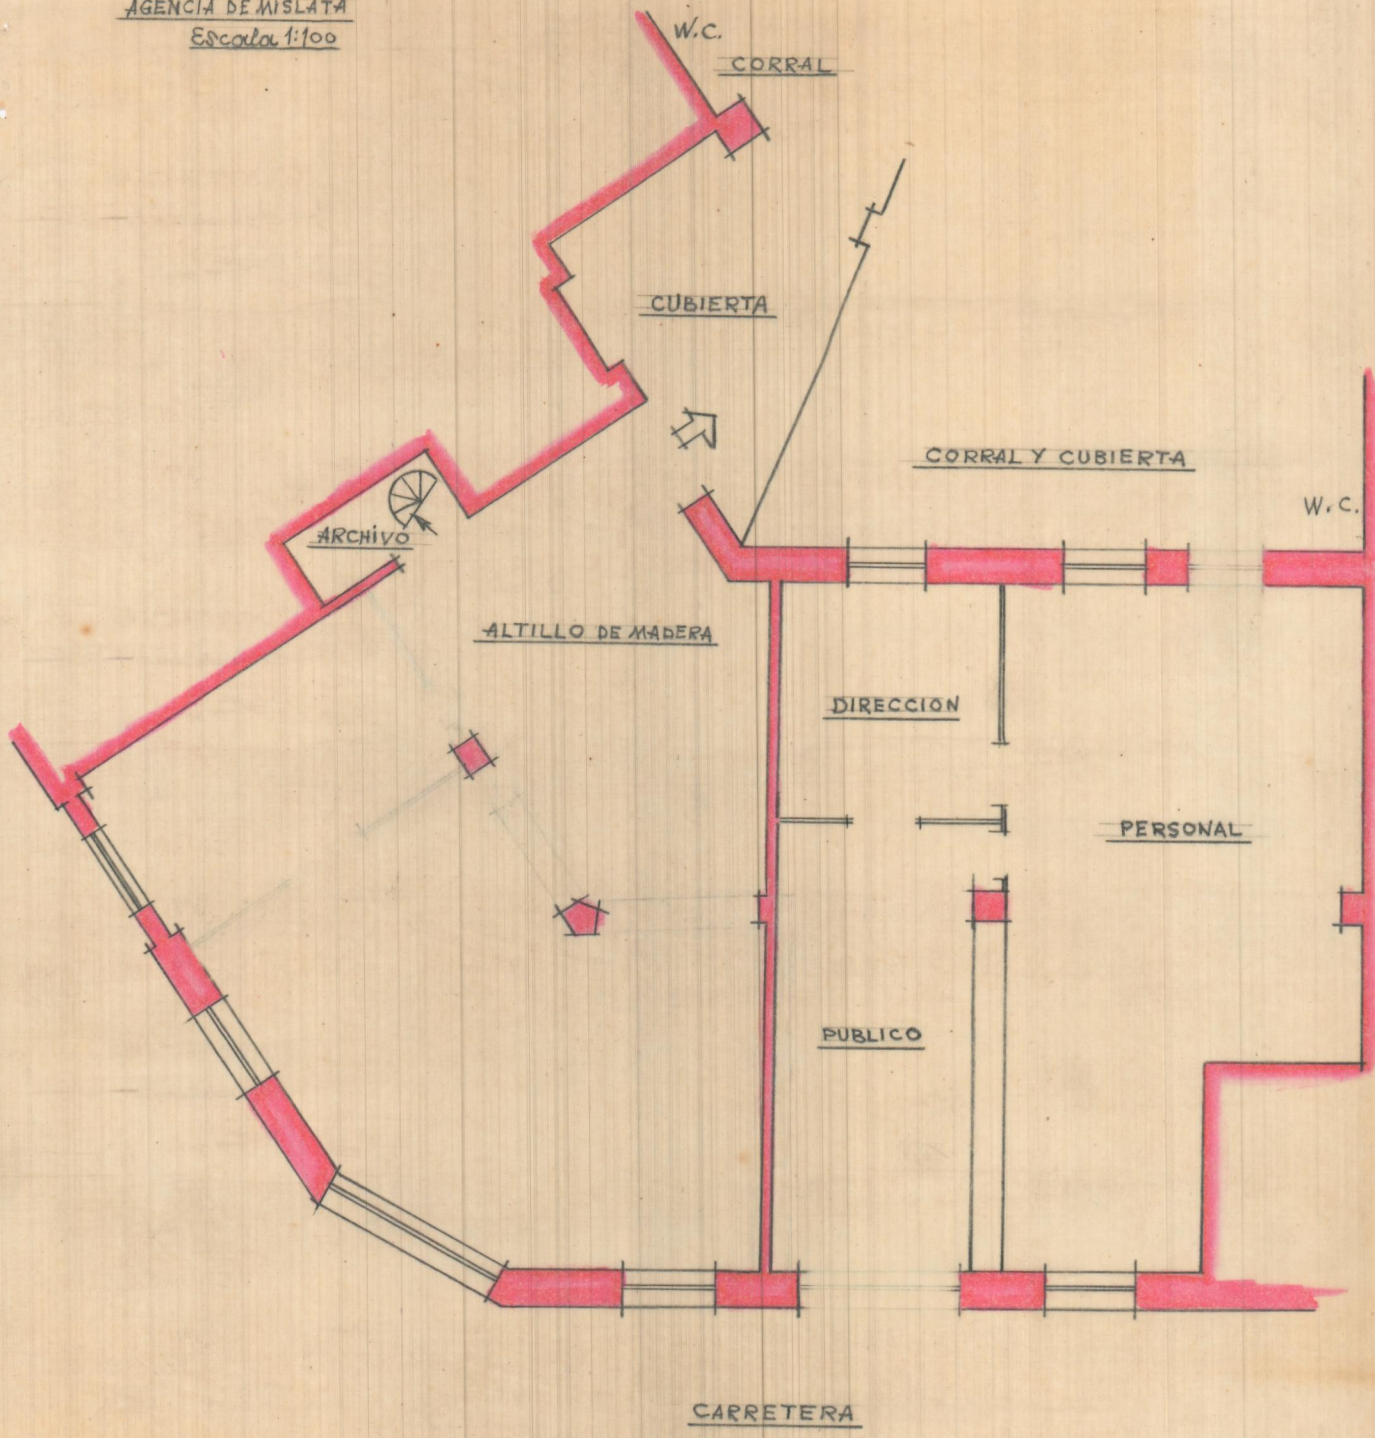 AGENCIA DE MISLATA
Escala 1:100
W.C.
CORRAL
CUBIERTA
CORRAL Y CUBIERTA
W.C.
ARCHIVO
ALTILLO DE MADERA
DIRECCION
PERSONAL
PUBLICO
CARRETERA